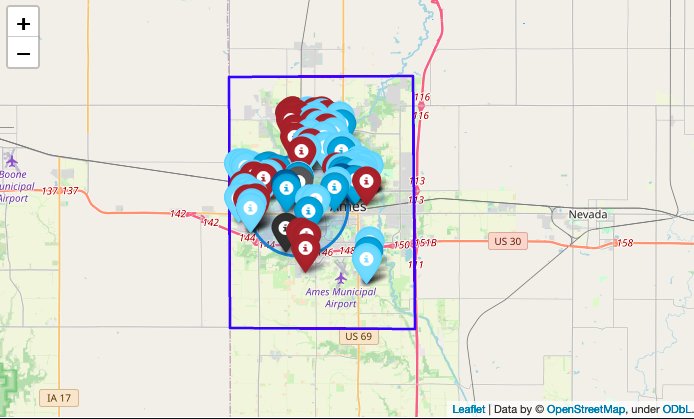 +
−
116
116
Boone
Municipal
Airport
137 137
113
113
142
142
Ames
Nevada
144
144
146
148
150
151B
US 30
158
111
Ames Municipal
Airport
US 69
IA 17
Leaflet | Data by © OpenStreetMap, under ODbL.